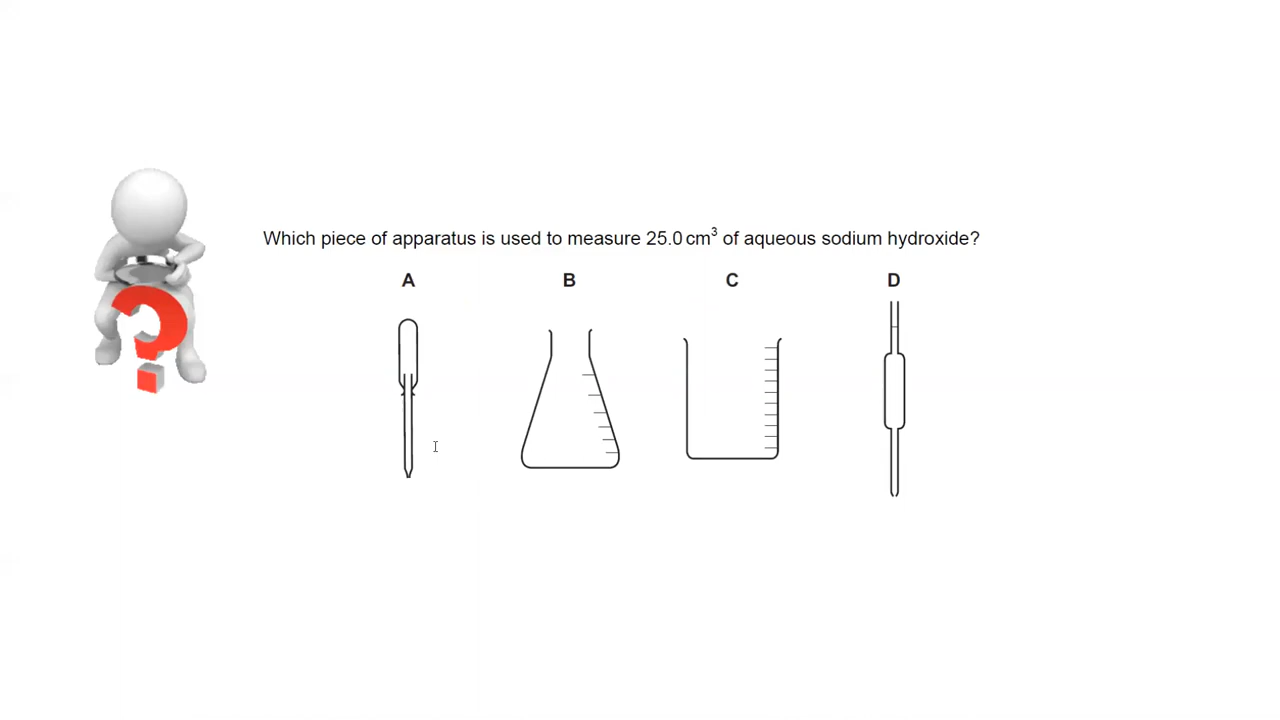 Which piece of apparatus is used to measure 25.0 cm³ of aqueous sodium hydroxide?
A B C D
?